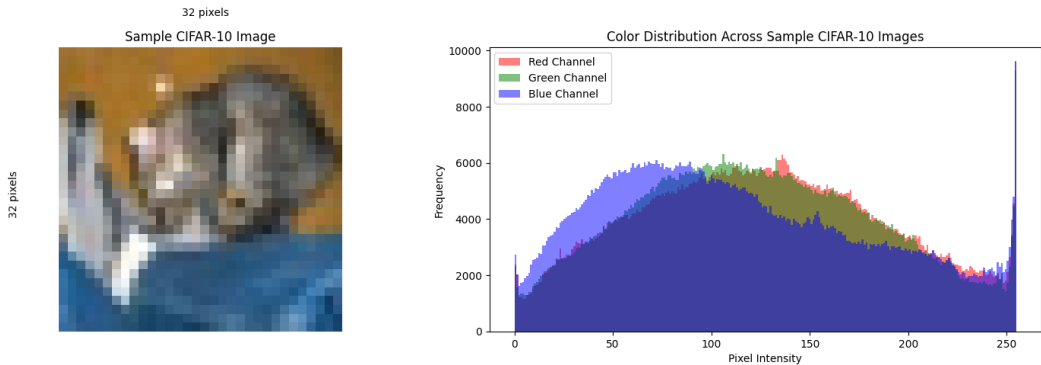 32 pixels
Sample CIFAR-10 Image
32 pixels
Color Distribution Across Sample CIFAR-10 Images
Red Channel
Green Channel
Blue Channel
Frequency
10000
8000
6000
4000
2000
0
0 50 100 150 200 250
Pixel Intensity